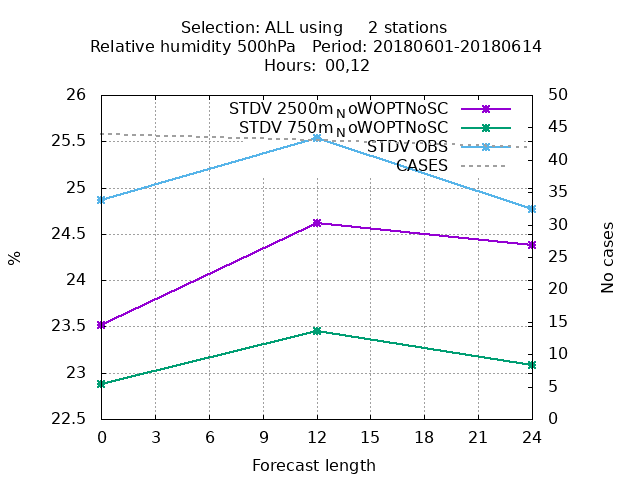 Selection: ALL using     2 stations
Relative humidity 500hPa   Period: 20180601-20180614
Hours: 00,12
STDV 2500m_NoWOPTNoSC
STDV 750m_NoWOPTNoSC
STDV OBS
CASES
26
25.5
25
24.5
24
23.5
23
22.5
%
50
45
40
35
30
25
20
15
10
5
0
No cases
0 3 6 9 12 15 18 21 24
Forecast length